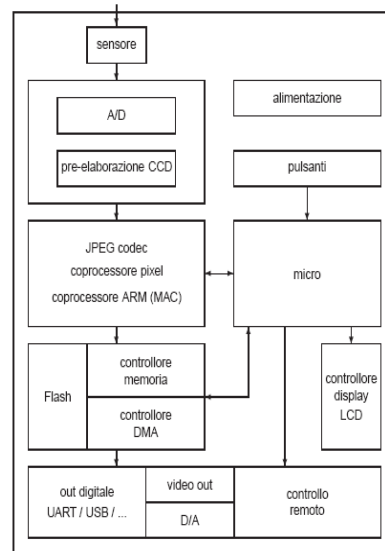 sensore
A/D
pre-elaborazione CCD
alimentazione
pulsanti
JPEG codec
coprocessore pixel
coprocessore ARM (MAC)
micro
Flash
controllore
memoria
controllore
DMA
controllore
display
LCD
out digitale
UART / USB / ...
video out
D/A
controllo
remoto